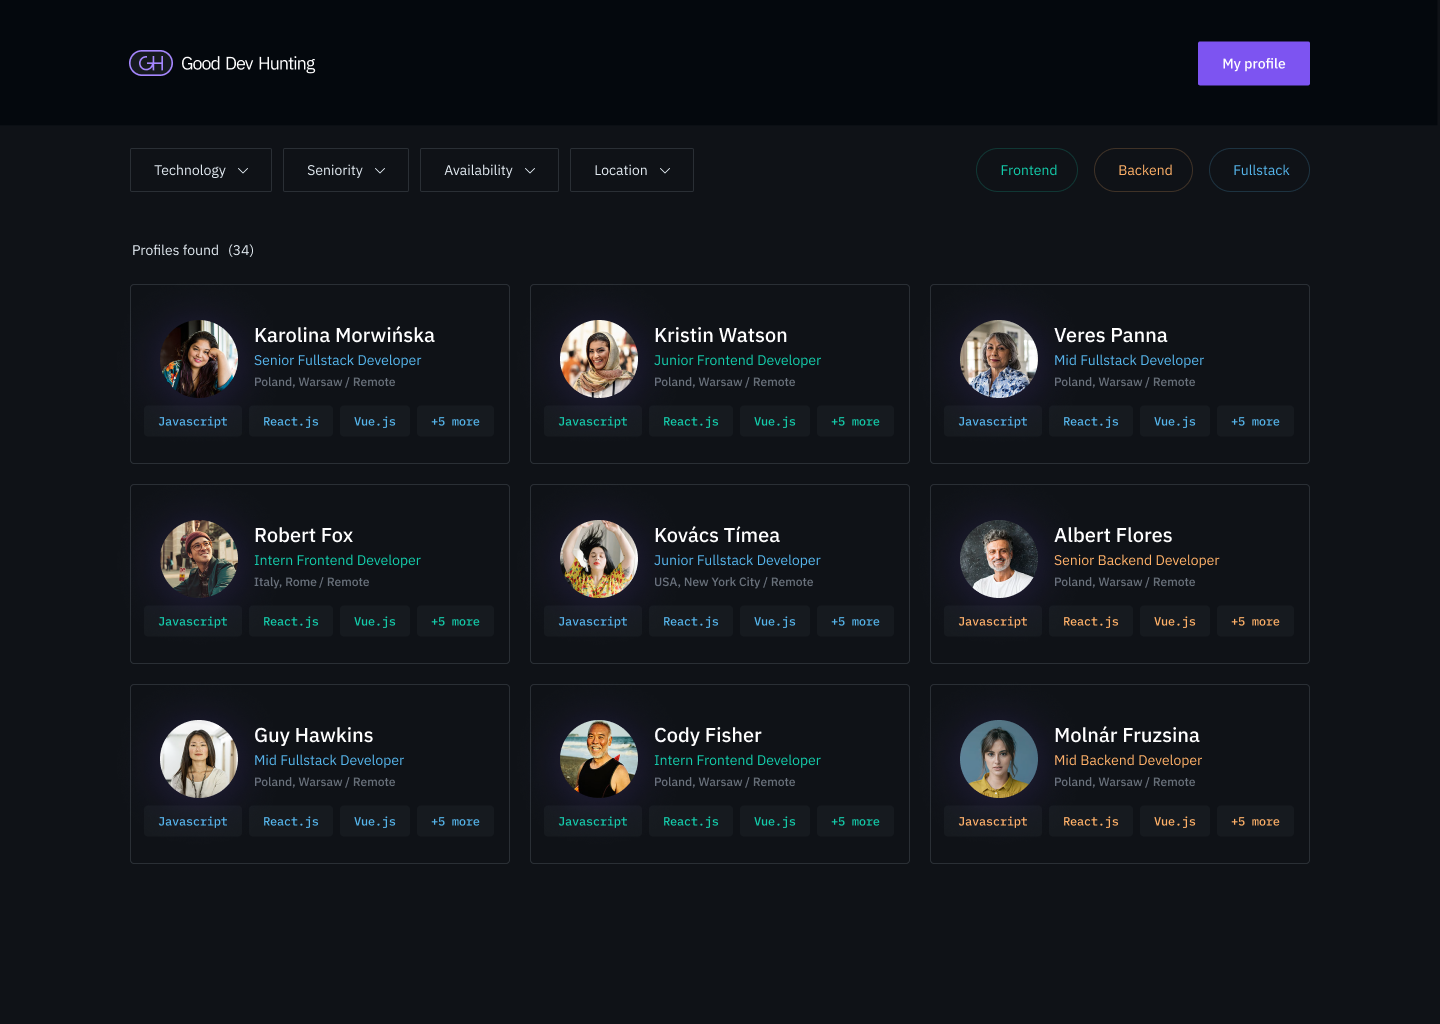 GH Good Dev Hunting
My profile
Technology
Seniority
Availability
Location
Frontend
Backend
Fullstack
Profiles found (34)
Karolina Morwińska
Senior Fullstack Developer
Poland, Warsaw / Remote
Javascript React.js Vue.js +5 more
Kristin Watson
Junior Frontend Developer
Poland, Warsaw / Remote
Javascript React.js Vue.js +5 more
Veres Panna
Mid Fullstack Developer
Poland, Warsaw / Remote
Javascript React.js Vue.js +5 more
Robert Fox
Intern Frontend Developer
Italy, Rome / Remote
Javascript React.js Vue.js +5 more
Kovács Tímea
Junior Fullstack Developer
USA, New York City / Remote
Javascript React.js Vue.js +5 more
Albert Flores
Senior Backend Developer
Poland, Warsaw / Remote
Javascript React.js Vue.js +5 more
Guy Hawkins
Mid Fullstack Developer
Poland, Warsaw / Remote
Javascript React.js Vue.js +5 more
Cody Fisher
Intern Frontend Developer
Poland, Warsaw / Remote
Javascript React.js Vue.js +5 more
Molnár Fruzsina
Mid Backend Developer
Poland, Warsaw / Remote
Javascript React.js Vue.js +5 more